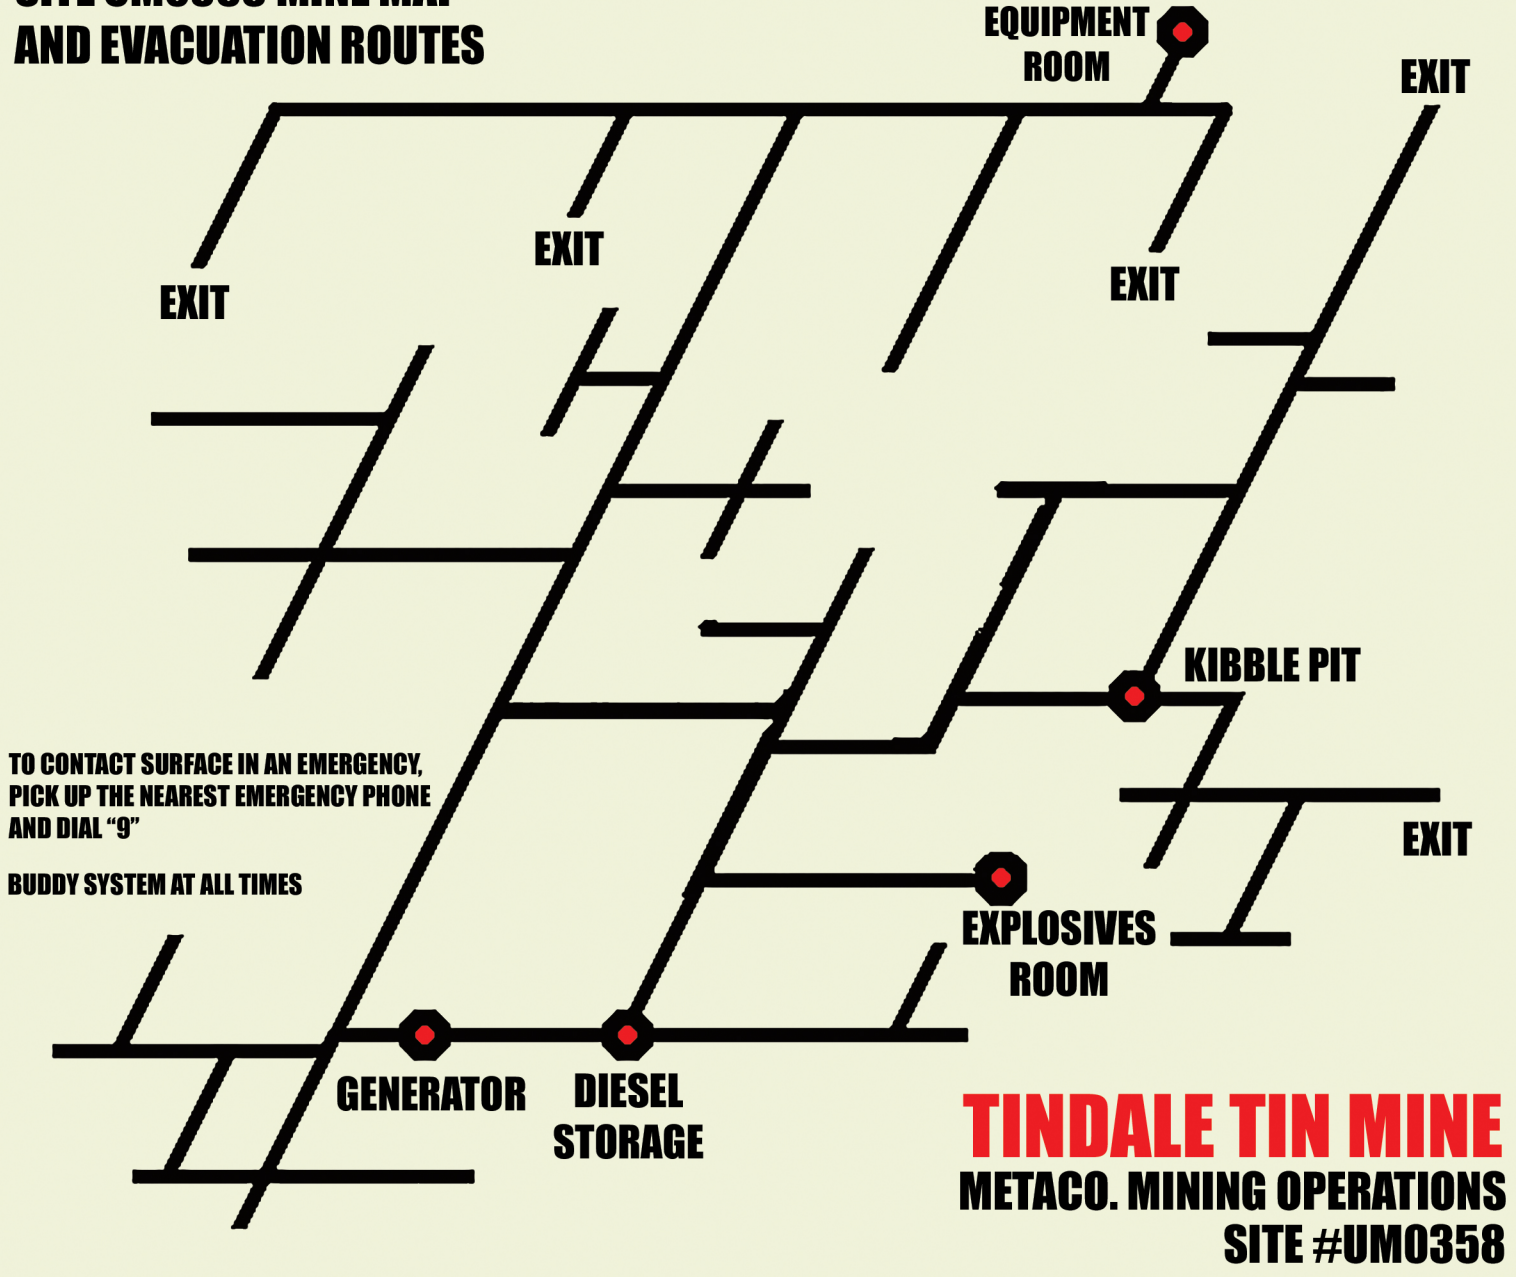 AND EVACUATION ROUTES
EQUIPMENT
ROOM
EXIT
EXIT
EXIT
EXIT
KIBBLE PIT
TO CONTACT SURFACE IN AN EMERGENCY,
PICK UP THE NEAREST EMERGENCY PHONE
AND DIAL “9”
BUDDY SYSTEM AT ALL TIMES
EXIT
EXPLOSIVES
ROOM
GENERATOR
DIESEL
STORAGE
TINDALE TIN MINE
METACO. MINING OPERATIONS
SITE #UM0358